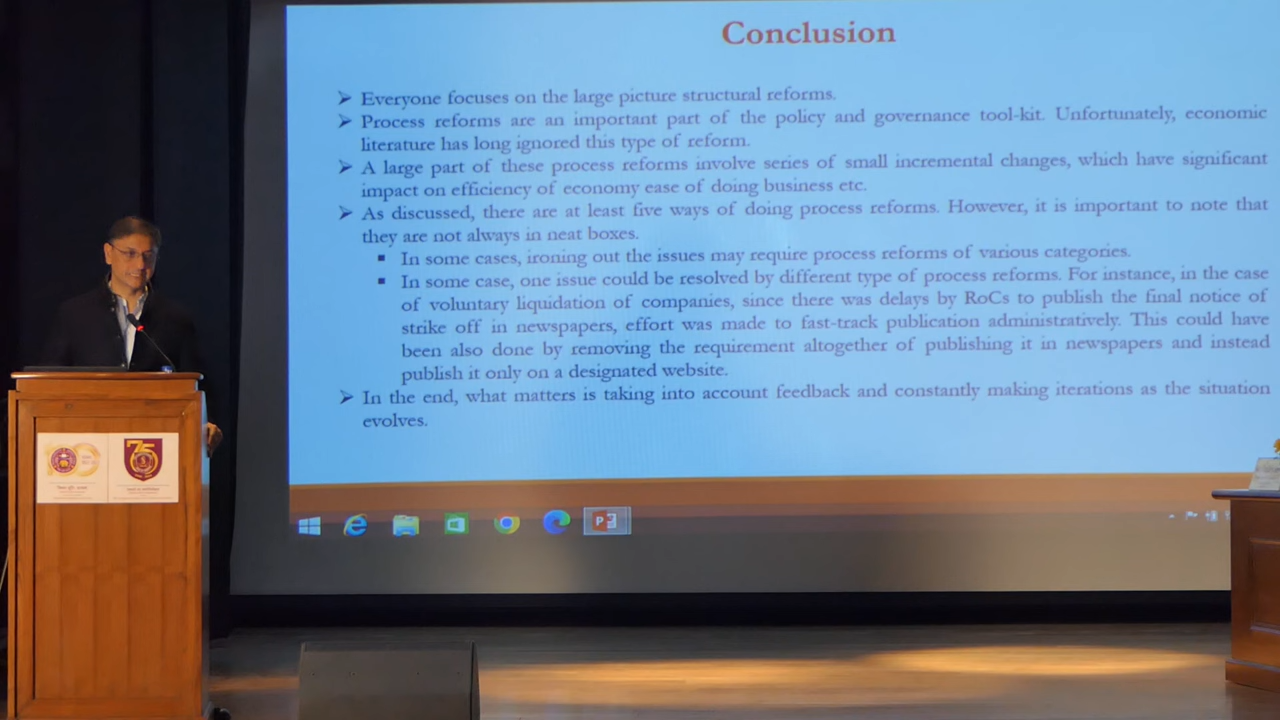 Conclusion
Everyone focuses on the large picture structural reforms.
Process reforms are an important part of the policy and governance tool-kit. Unfortunately, economic
literature has long ignored this type of reform.
A large part of these process reforms involve series of small incremental changes, which have significant
impact on efficiency of economy ease of doing business etc.
As discussed, there are at least five ways of doing process reforms. However, it is important to note that
they are not always in neat boxes.
In some cases, ironing out the issues may require process reforms of various categories.
In some case, one issue could be resolved by different type of process reforms. For instance, in the case
of voluntary liquidation of companies, since there was delays by RoCs to publish the final notice of
strike off in newspapers, effort was made to fast-track publication administratively. This could have
been also done by removing the requirement altogether of publishing it in newspapers and instead
publish it only on a designated website.
In the end, what matters is taking into account feedback and constantly making iterations as the situation
evolves.
75